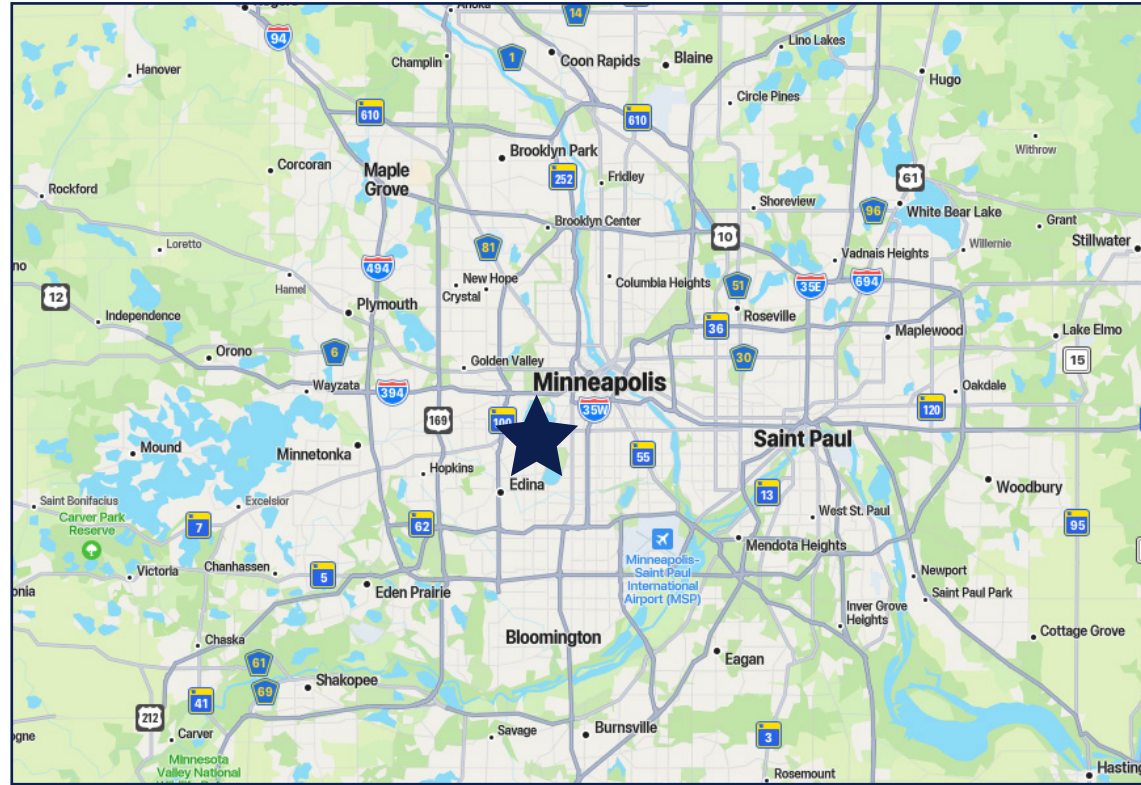 14
94
Champlin
1
Coon Rapids
Blaine
Lino Lakes
Hanover
Hugo
Circle Pines
610
610
Withrow
Corcoran
Maple
Grove
Brooklyn Park
252
Fridley
61
Rockford
Shoreview
96
White Bear Lake
Grant
Brooklyn Center
10
Loretto
81
Willernie
Stillwater
Vadnais Heights
494
New Hope
Columbia Heights
51
35E
694
Hamel
Crystal
12
Plymouth
Independence
Roseville
36
Maplewood
Lake Elmo
Orono
6
Golden Valley
30
15
Wayzata
394
Minneapolis
Oakdale
169
100
35W
120
Saint Paul
Mound
Minnetonka
55
Hopkins
Edina
Woodbury
13
Saint Bonifacius
Excelsior
Carver Park
Reserve
7
62
West St. Paul
95
Mendota Heights
Minneapolis-
Saint Paul
International
Airport (MSP)
Victoria
Chanhassen
5
Eden Prairie
Newport
Saint Paul Park
Inver Grove
Heights
Chaska
Bloomington
Cottage Grove
61
Eagan
69
Shakopee
41
212
Carver
Savage
Burnsville
3
Minnesota
Valley National
Rosemount